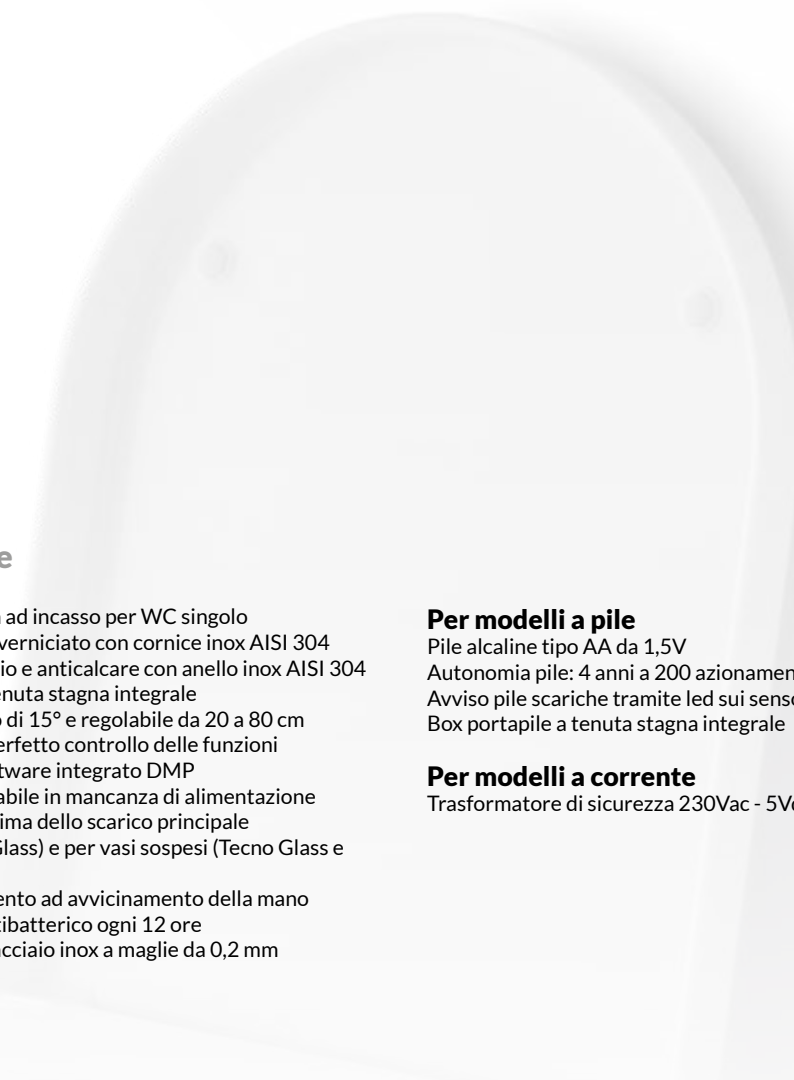 e
ad incasso per WC singolo
verniciato con cornice inox AISI 304
io e anticalcare con anello inox AISI 304
enuta stagna integrale
di 15° e regolabile da 20 a 80 cm
erfetto controllo delle funzioni
tware integrato DMP
abile in mancanza di alimentazione
ima dello scarico principale
Glass) e per vasi sospesi (Tecno Glass e
ento ad avvicinamento della mano
tibatterico ogni 12 ore
cciaio inox a maglie da 0,2 mm
Per modelli a pile
Pile alcaline tipo AA da 1,5V
Autonomia pile: 4 anni a 200 azionamen
Avviso pile scariche tramite led sui senso
Box portapile a tenuta stagna integrale
Per modelli a corrente
Trasformatore di sicurezza 230Vac - 5V